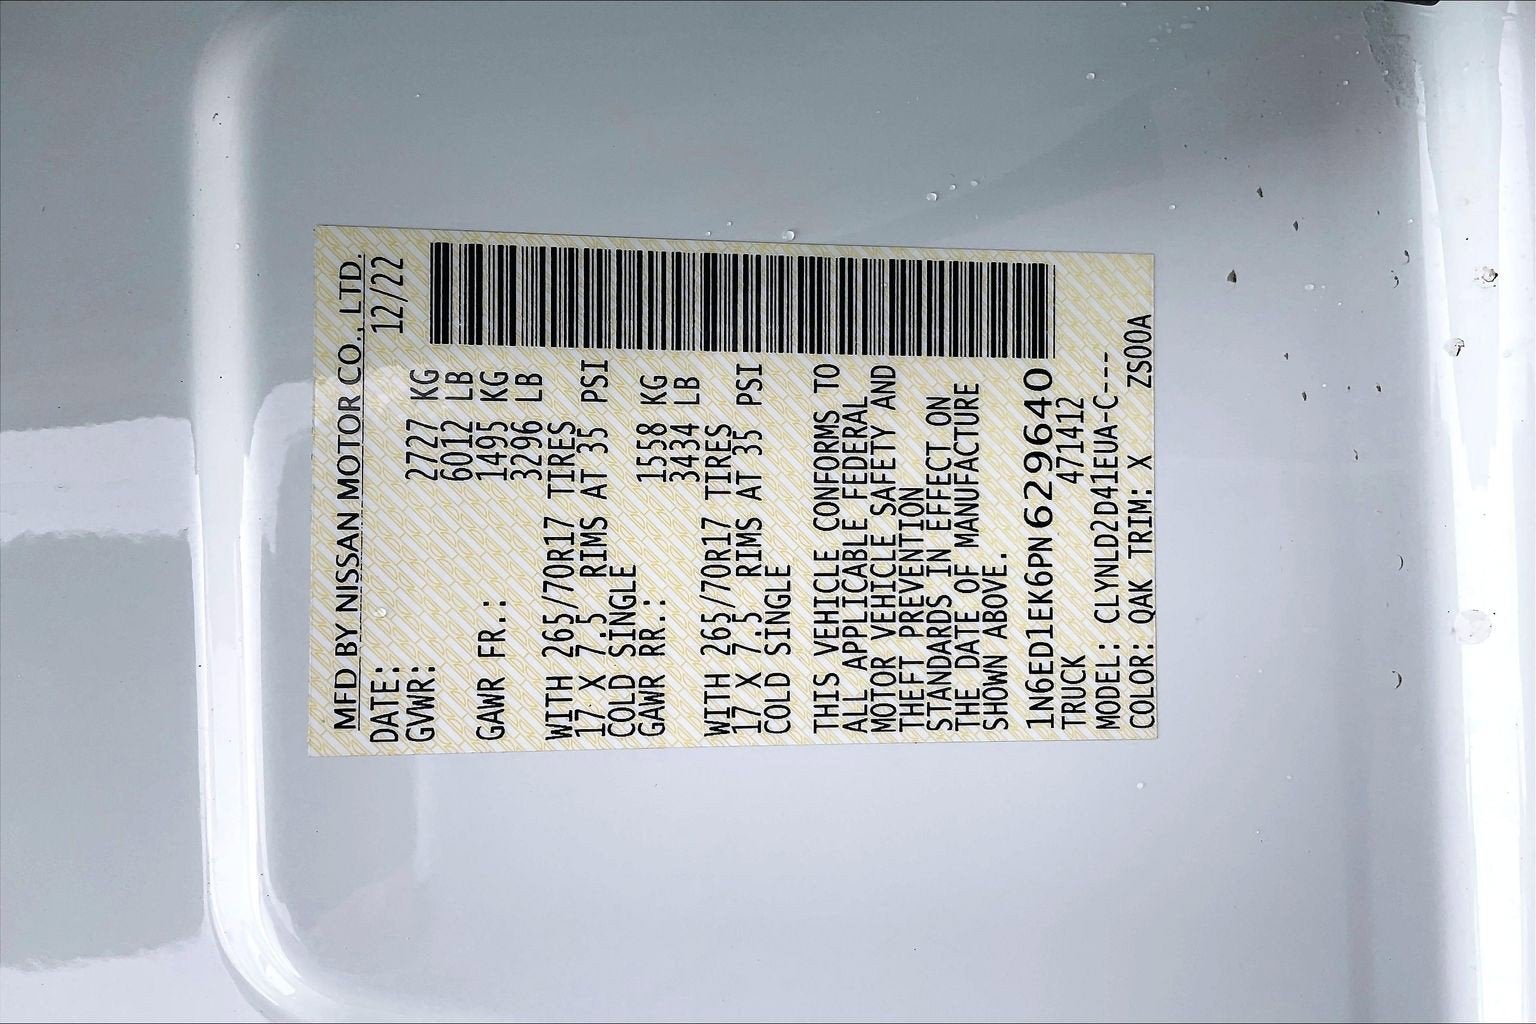 MFD BY NISSAN MOTOR CO., LTD.
DATE: 12/22
GVWR: 2727 KG
6012 LB
GAWR FR.: 1495 KG
3296 LB
WITH 265/70R17 TIRES
17 X 7.5 RIMS AT 35 PSI
COLD SINGLE
GAWR RR.: 1558 KG
3434 LB
WITH 265/70R17 TIRES
17 X 7.5 RIMS AT 35 PSI
COLD SINGLE
THIS VEHICLE CONFORMS TO
ALL APPLICABLE FEDERAL
MOTOR VEHICLE SAFETY AND
THEFT PREVENTION
STANDARDS IN EFFECT ON
THE DATE OF MANUFACTURE
SHOWN ABOVE.
1N6ED1EK6PN629640
TRUCK 471412
MODEL: CLYNLD2D41EUA-C---
COLOR: QAK TRIM: X ZS00A